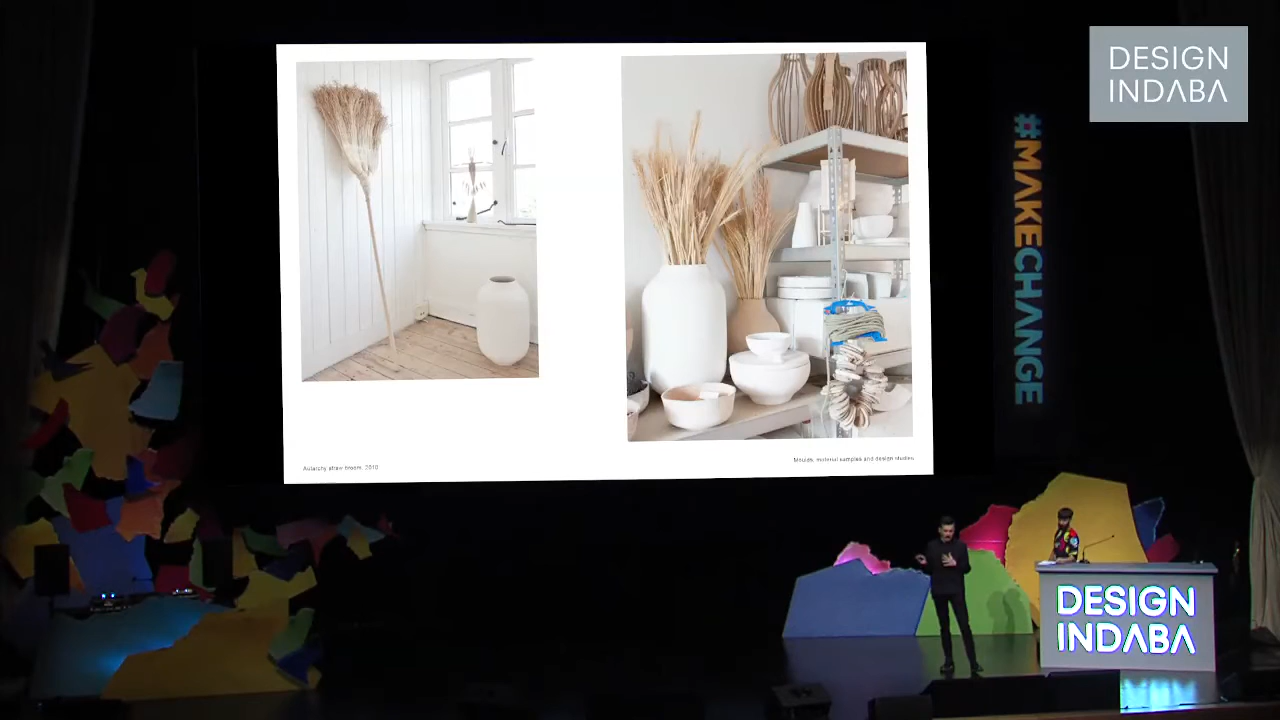 DESIGN
INDABA
#MAKECHANGE
Autarchy straw broom, 2010
Moulds, material samples and design studies
DESIGN
INDABA